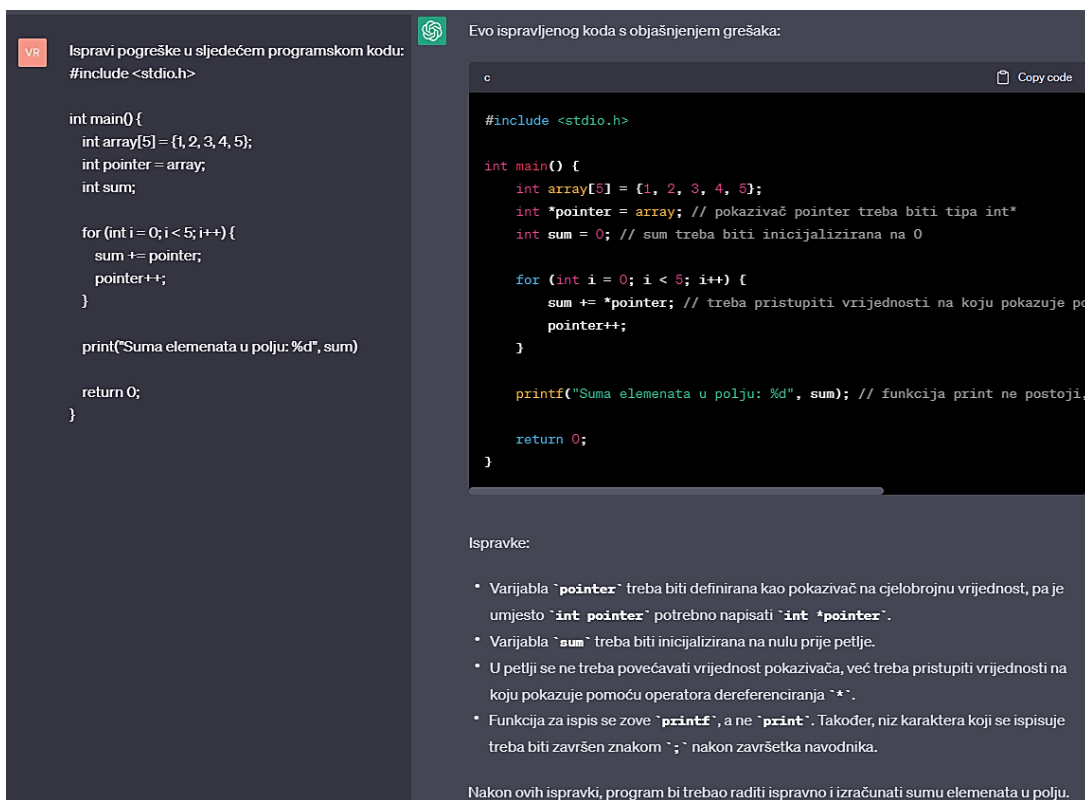 VR
Ispravi pogreške u sljedećem programskom kodu:
#include <stdio.h>
int main() {
int array[5] = {1, 2, 3, 4, 5};
int pointer = array;
int sum;
for (int i = 0; i < 5; i++) {
sum += pointer;
pointer++;
}
print("Suma elemenata u polju: %d", sum)
return 0;
}
Evo ispravljenog koda s objašnjenjem grešaka:
c
Copy code
#include <stdio.h>
int main() {
int array[5] = {1, 2, 3, 4, 5};
int *pointer = array; // pokazivač pointer treba biti tipa int*
int sum = 0; // sum treba biti inicijalizirana na 0
for (int i = 0; i < 5; i++) {
sum += *pointer; // treba pristupiti vrijednosti na koju pokazuje
pointer++;
}
printf("Suma elemenata u polju: %d", sum); // funkcija print ne postoji,
return 0;
}
Ispravke:
• Varijabla `pointer` treba biti definirana kao pokazivač na cjelobrojnu vrijednost, pa je
umjesto `int pointer` potrebno napisati `int *pointer`.
• Varijabla `sum` treba biti inicijalizirana na nulu prije petlje.
• U petlji se ne treba povećavati vrijednost pokazivača, već treba pristupiti vrijednosti na
koju pokazuje pomoću operatora dereferenciranja `*`.
• Funkcija za ispis se zove `printf`, a ne `print`. Također, niz karaktera koji se ispisuje
treba biti završen znakom `;` nakon završetka navodnika.
Nakon ovih ispravki, program bi trebao raditi ispravno i izračunati sumu elemenata u polju.